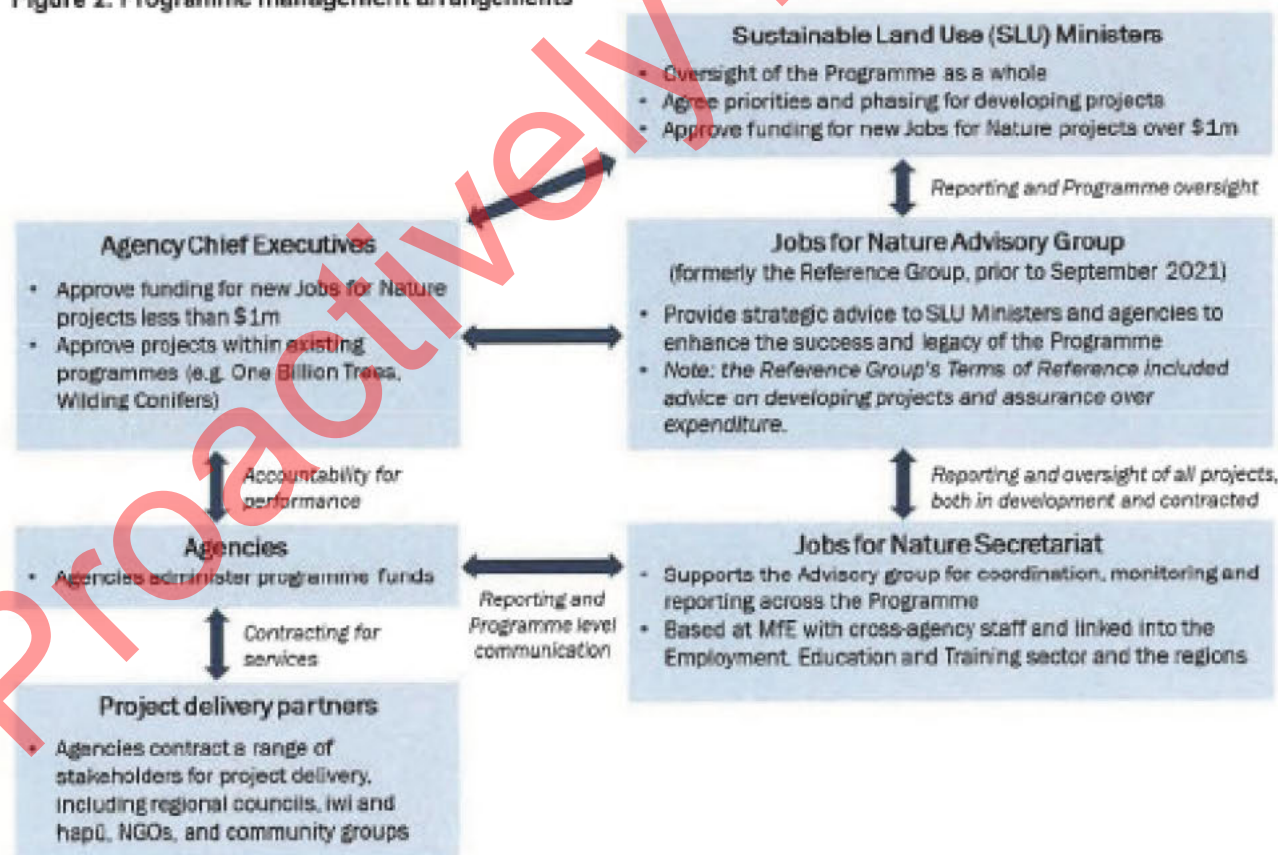 Figure 2: Programme management arrangements
Sustainable Land Use (SLU) Ministers
• Oversight of the Programme as a whole
• Agree priorities and phasing for developing projects
• Approve funding for new Jobs for Nature projects over $1m
Reporting and Programme oversight
Agency Chief Executives
• Approve funding for new Jobs for Nature
projects less than $1m
• Approve projects within existing
programmes (e.g. One Billion Trees,
Wilding Conifers)
Jobs for Nature Advisory Group
(formerly the Reference Group, prior to September 2021)
• Provide strategic advice to SLU Ministers and agencies to
enhance the success and legacy of the Programme
• Note: the Reference Group's Terms of Reference included
advice on developing projects and assurance over
expenditure.
Accountability for
performance
Reporting and oversight of all projects,
both in development and contracted
Agencies
• Agencies administer programme funds
Reporting and
Programme level
communication
Jobs for Nature Secretariat
• Supports the Advisory group for coordination, monitoring and
reporting across the Programme
• Based at MfE with cross-agency staff and linked into the
Employment, Education and Training sector and the regions
Contracting for
services
Project delivery partners
• Agencies contract a range of
stakeholders for project delivery,
including regional councils, iwi and
hapū, NGOs, and community groups
Proactively